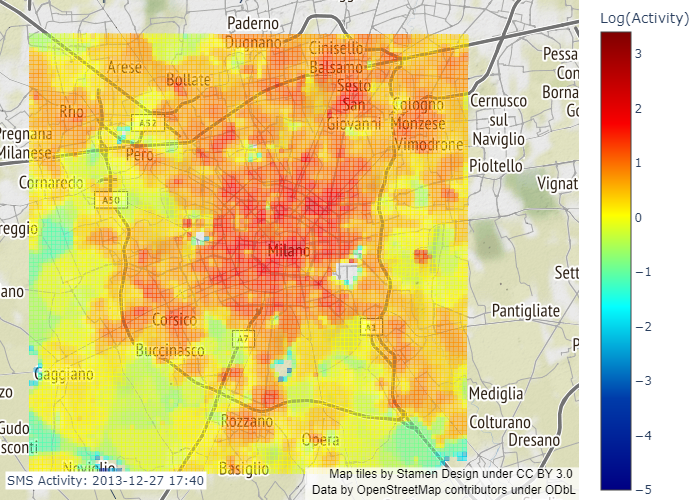 Paderno
Dugnano
Cinisello
Balsamo
Arese
Bollate
Sesto
San
Giovanni
Rho
A52
Cologno
Monzese
Vimodrone
Cernusco
sul
Naviglio
Pessa
Con
Borna
Go
Pregnana
Milanese
Pero
Pioltello
Cornaredo
A50
Vignat
reggio
Milano
Sett
ano
Pantigliate
Corsico
A7
A1
Buccinasco
P
Gaggiano
zo
Mediglia
Rozzano
Colturano
Gudo
sconti
Opera
Dresano
Noviglio
Basiglio
SMS Activity: 2013-12-27 17:40
Map tiles by Stamen Design under CC BY 3.0
Data by OpenStreetMap contributors under ODbL
Log(Activity)
3
2
1
0
−1
−2
−3
−4
−5